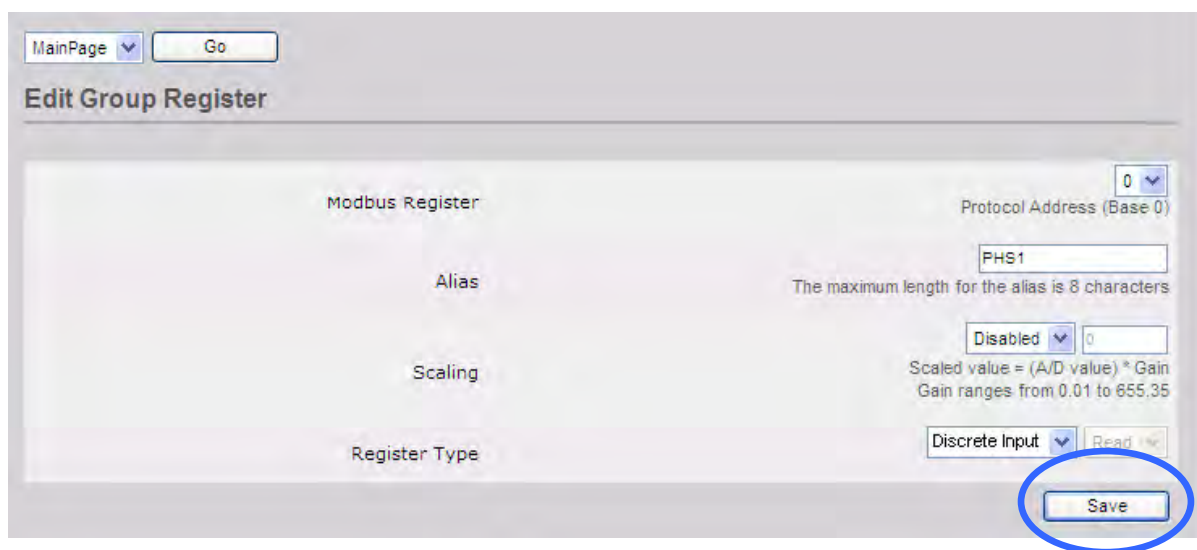 MainPage Go
Edit Group Register
Modbus Register 0
Protocol Address (Base 0)
Alias PHS1
The maximum length for the alias is 8 characters
Scaling Disabled 0
Scaled value = (A/D value) * Gain
Gain ranges from 0.01 to 655.35
Register Type Discrete Input Read
Save